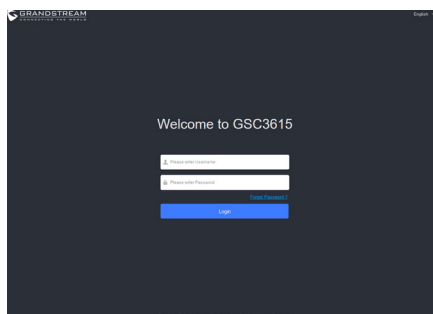 GRANDSTREAM
CONNECTING THE WORLD
English
Welcome to GSC3615
Please enter Username
Please enter Password
Forgot Password ?
Login